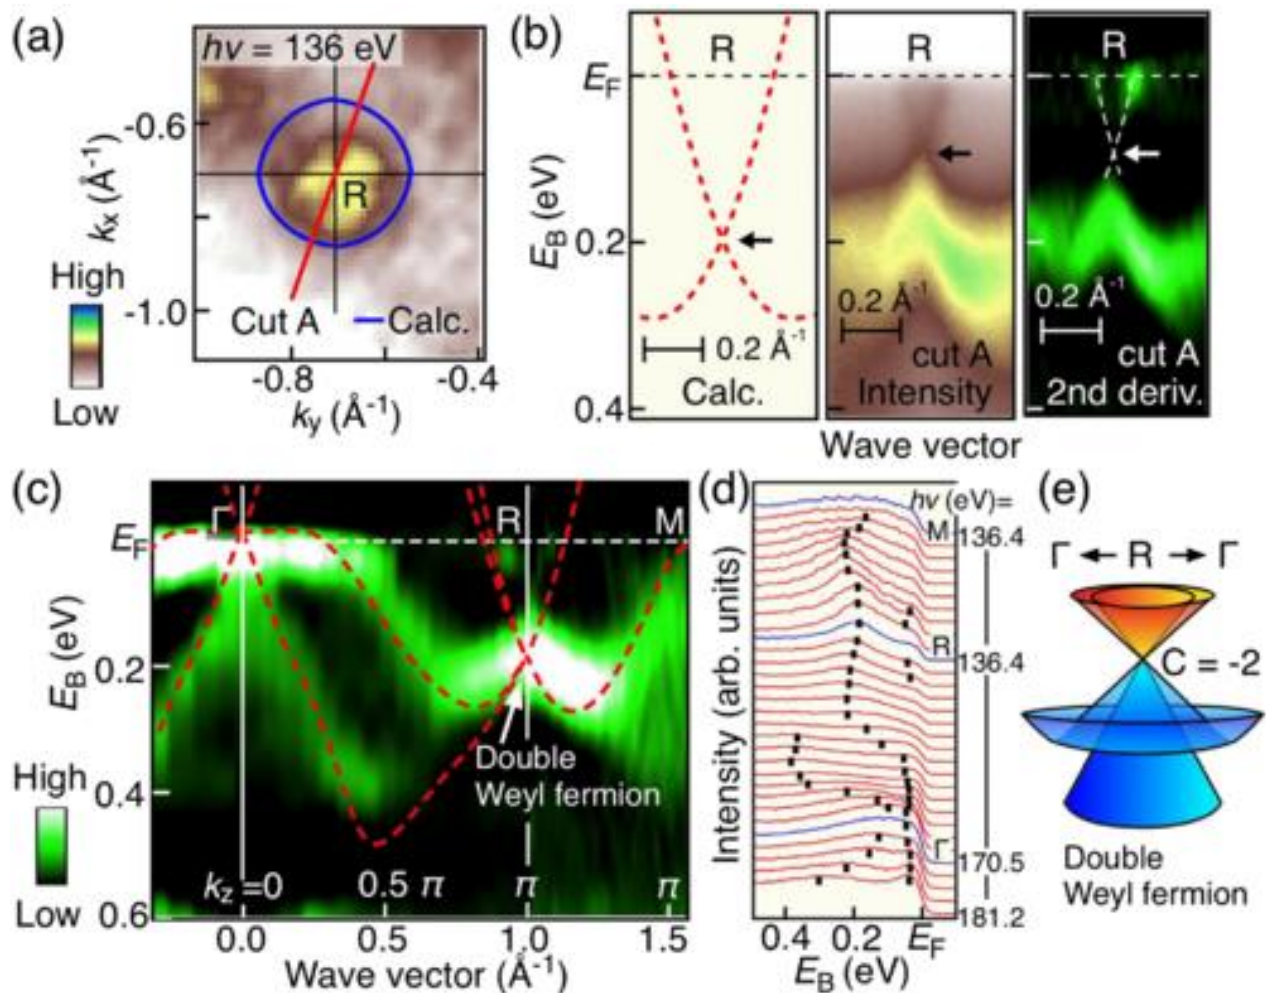 (a)
hν = 136 eV
-0.6
kx (Å-1)
R
High
-1.0
Cut A
Calc.
Low
-0.8
-0.4
ky (Å-1)
(b)
R
R
R
EF
EB (eV)
0.2
0.2 Å-1
0.2 Å-1
0.2 Å-1
cut A
cut A
Calc.
Intensity
2nd deriv.
0.4
Wave vector
(c)
Γ
R
M
EF
EB (eV)
0.2
Double
Weyl fermion
High
0.4
kz =0
0.5 π
π
π
Low
0.6
0.0
0.5
1.0
1.5
Wave vector (Å-1)
(d)
hν (eV)=
M
136.4
Intensity (arb. units)
R
136.4
Γ
170.5
181.2
0.4
0.2
EF
EB (eV)
(e)
Γ ← R → Γ
C = -2
Double
Weyl fermion